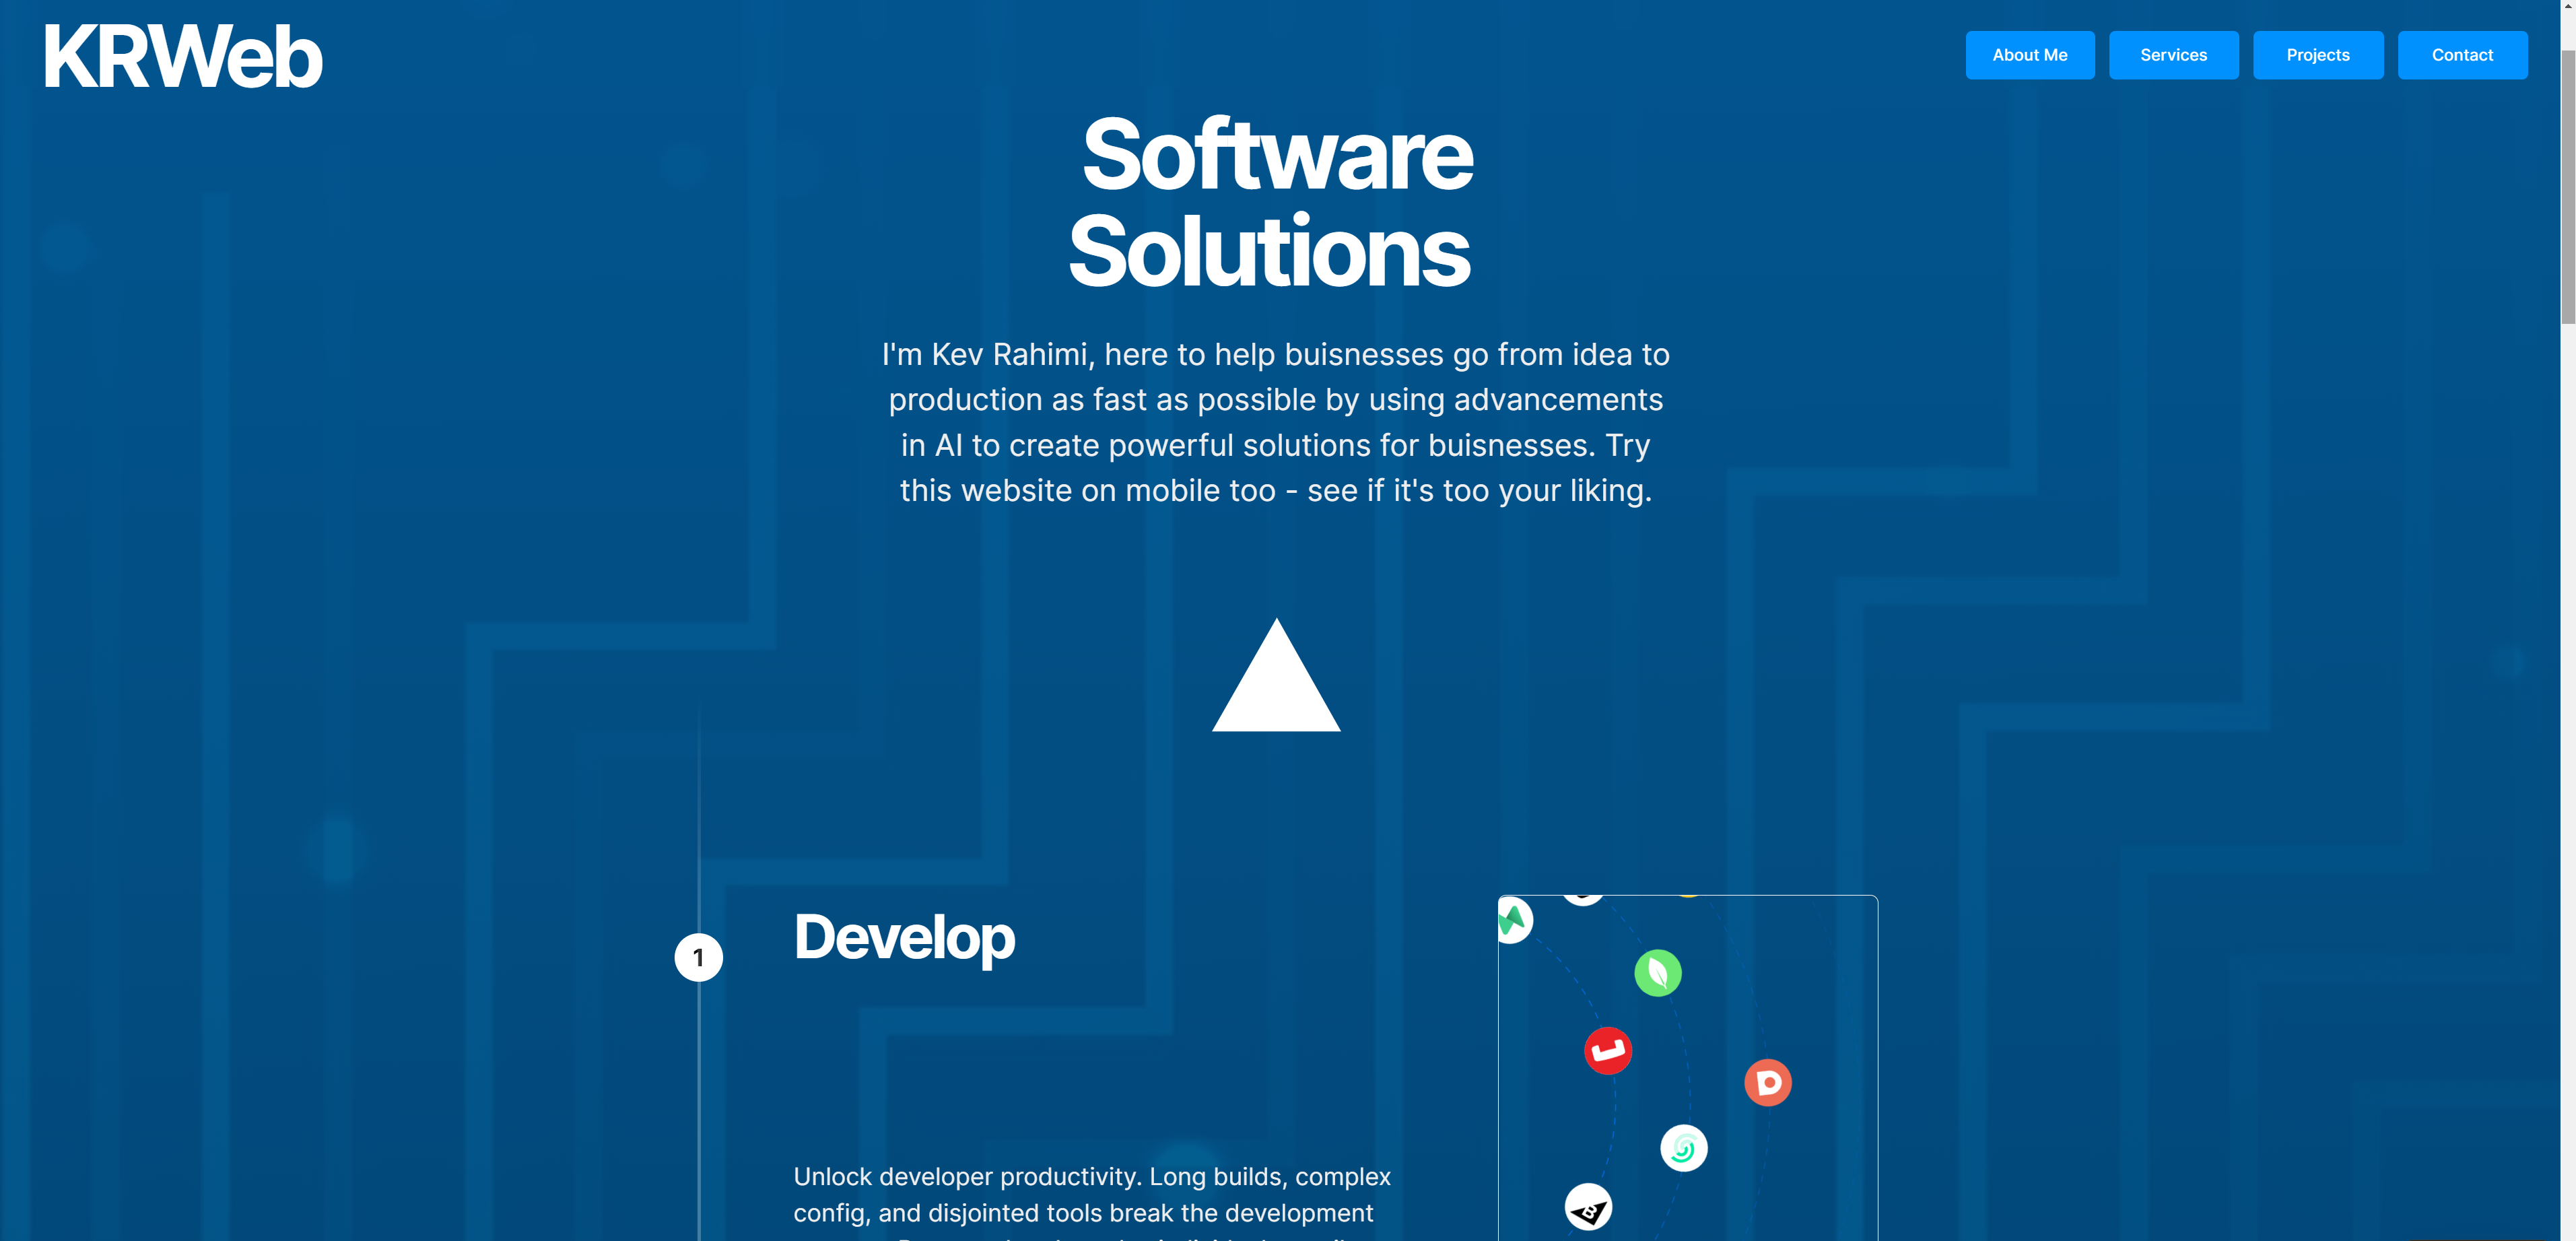 KRWeb
About Me
Services
Projects
Contact
Software
Solutions
I'm Kev Rahimi, here to help buisnesses go from idea to
production as fast as possible by using advancements
in AI to create powerful solutions for buisnesses. Try
this website on mobile too - see if it's too your liking.
1
Develop
Unlock developer productivity. Long builds, complex
config, and disjointed tools break the development